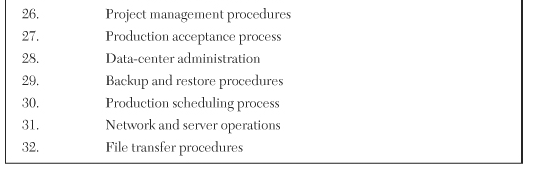 26. Project management procedures
27. Production acceptance process
28. Data-center administration
29. Backup and restore procedures
30. Production scheduling process
31. Network and server operations
32. File transfer procedures